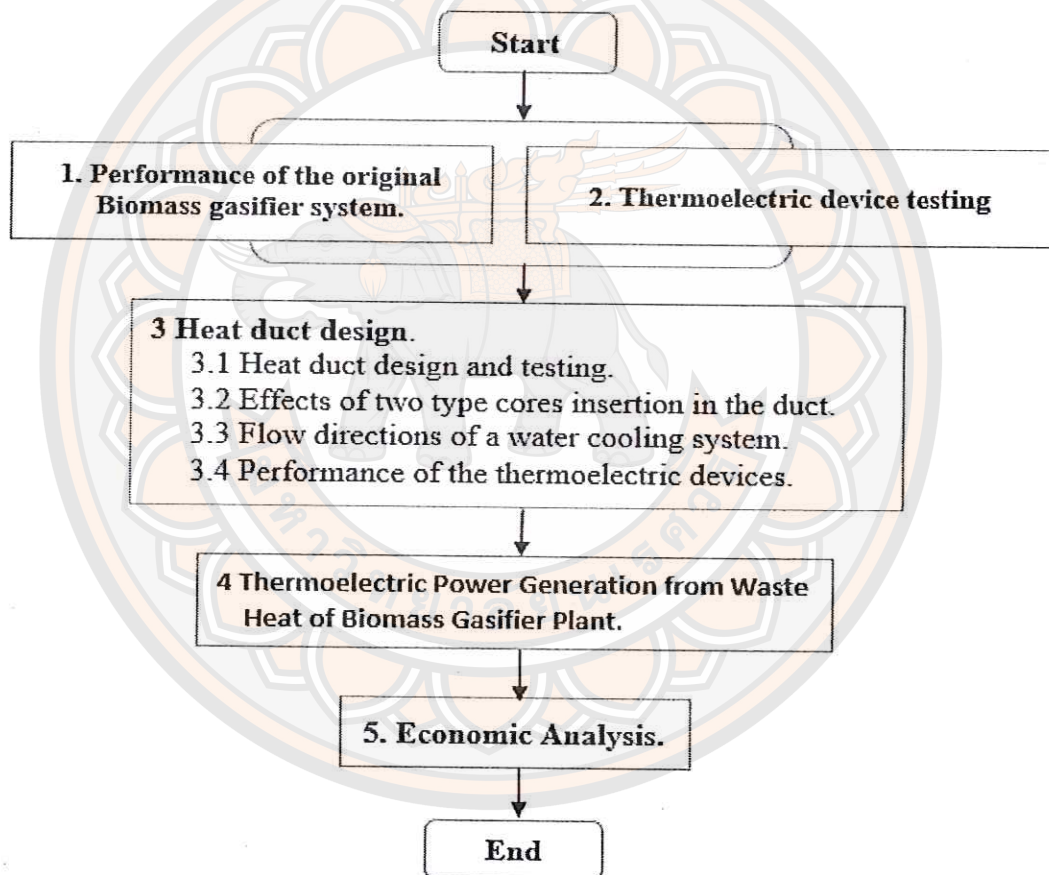 Start
1. Performance of the original
Biomass gasifier system.
2. Thermoelectric device testing
3 Heat duct design.
3.1 Heat duct design and testing.
3.2 Effects of two type cores insertion in the duct.
3.3 Flow directions of a water cooling system.
3.4 Performance of the thermoelectric devices.
4 Thermoelectric Power Generation from Waste
Heat of Biomass Gasifier Plant.
5. Economic Analysis.
End